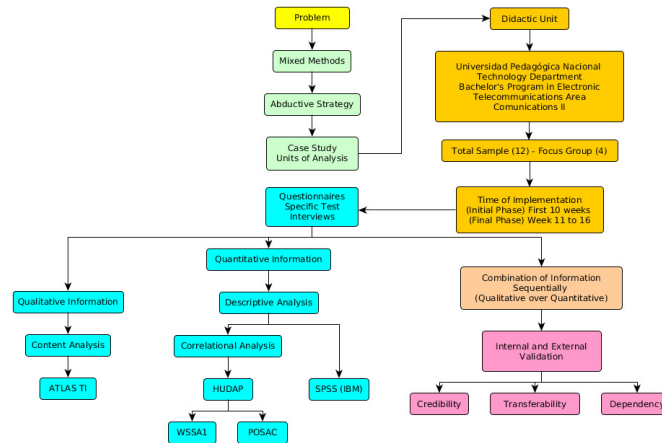 Problem
Didactic Unit
Mixed Methods
Universidad Pedagógica Nacional
Technology Department
Bachelor's Program in Electronic
Telecommunications Area
Comunications II
Abductive Strategy
Case Study
Units of Analysis
Total Sample (12) - Focus Group (4)
Questionnaires
Specific Test
Interviews
Time of Implementation
(Initial Phase) First 10 weeks
(Final Phase) Week 11 to 16
Quantitative Information
Combination of Information
Sequentially
(Qualitative over Quantitative)
Qualitative Information
Descriptive Analysis
Content Analysis
Correlational Analysis
Internal and External
Validation
ATLAS TI
HUDAP
SPSS (IBM)
Credibility
Transferability
Dependency
WSSA1
POSAC